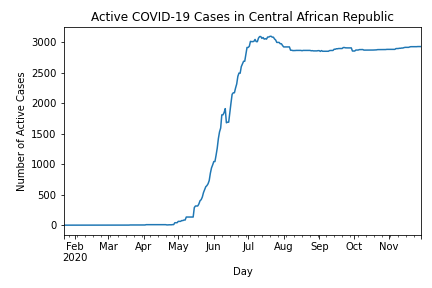 Active COVID-19 Cases in Central African Republic
Number of Active Cases
3000
2500
2000
1500
1000
500
0
Feb Mar Apr May Jun Jul Aug Sep Oct Nov
2020
Day